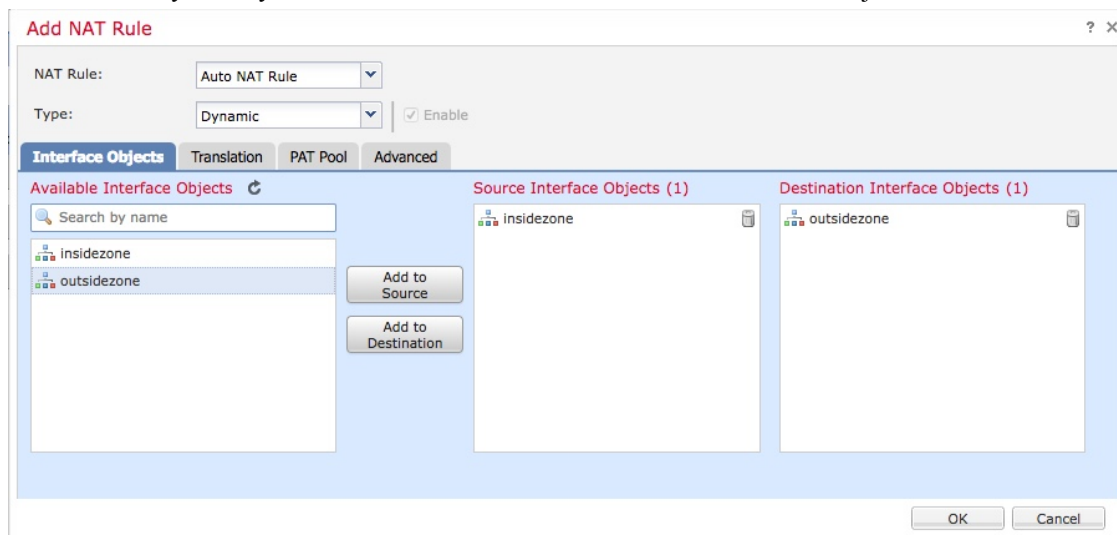 Add NAT Rule
? X
NAT Rule: Auto NAT Rule
Type: Dynamic Enable
Interface Objects Translation PAT Pool Advanced
Available Interface Objects
Source Interface Objects (1)
Destination Interface Objects (1)
Search by name
insidezone
outsidezone
Add to
Source
Add to
Destination
insidezone
outsidezone
OK Cancel